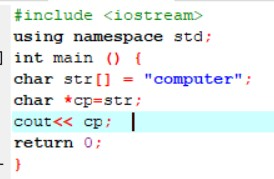 #include <iostream>
using namespace std;
int main () {
char str[] = "computer";
char *cp=str;
cout<< cp;
return 0;
}